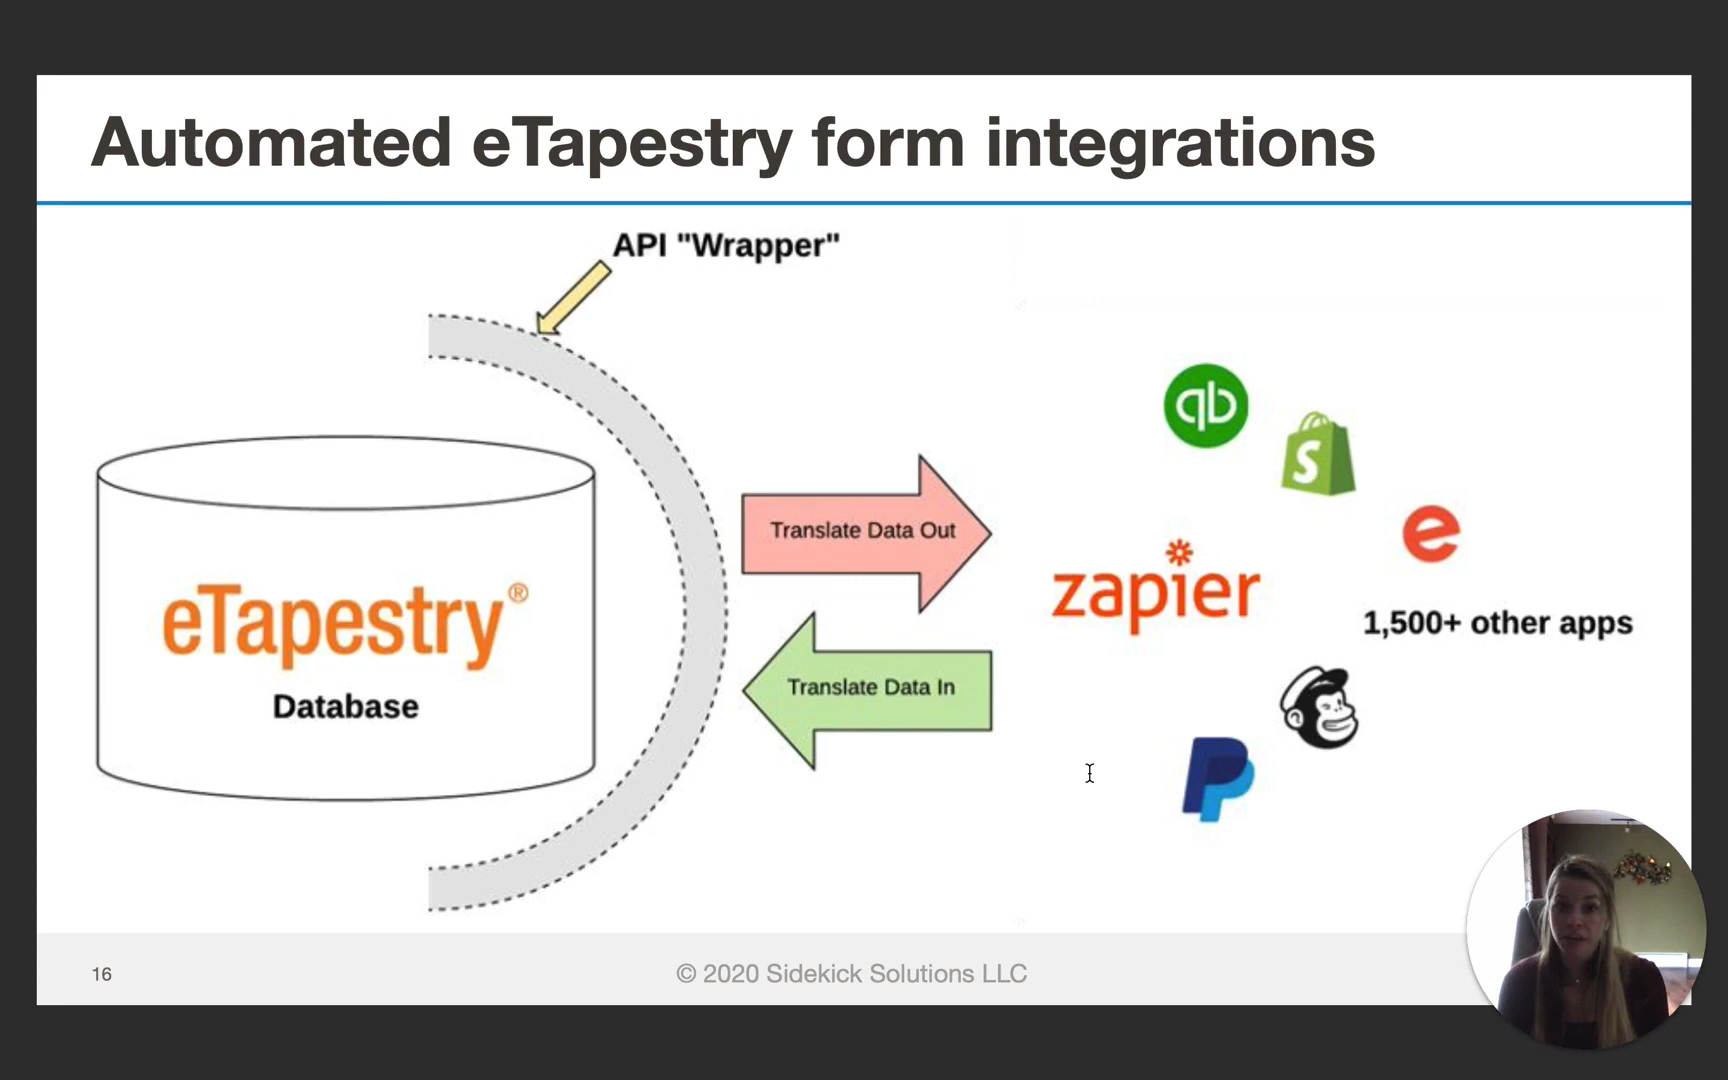 Automated eTapestry form integrations
API "Wrapper"
qb
S
Translate Data Out
e
zapier
eTapestry®
1,500+ other apps
Translate Data In
Database
P
16
© 2020 Sidekick Solutions LLC